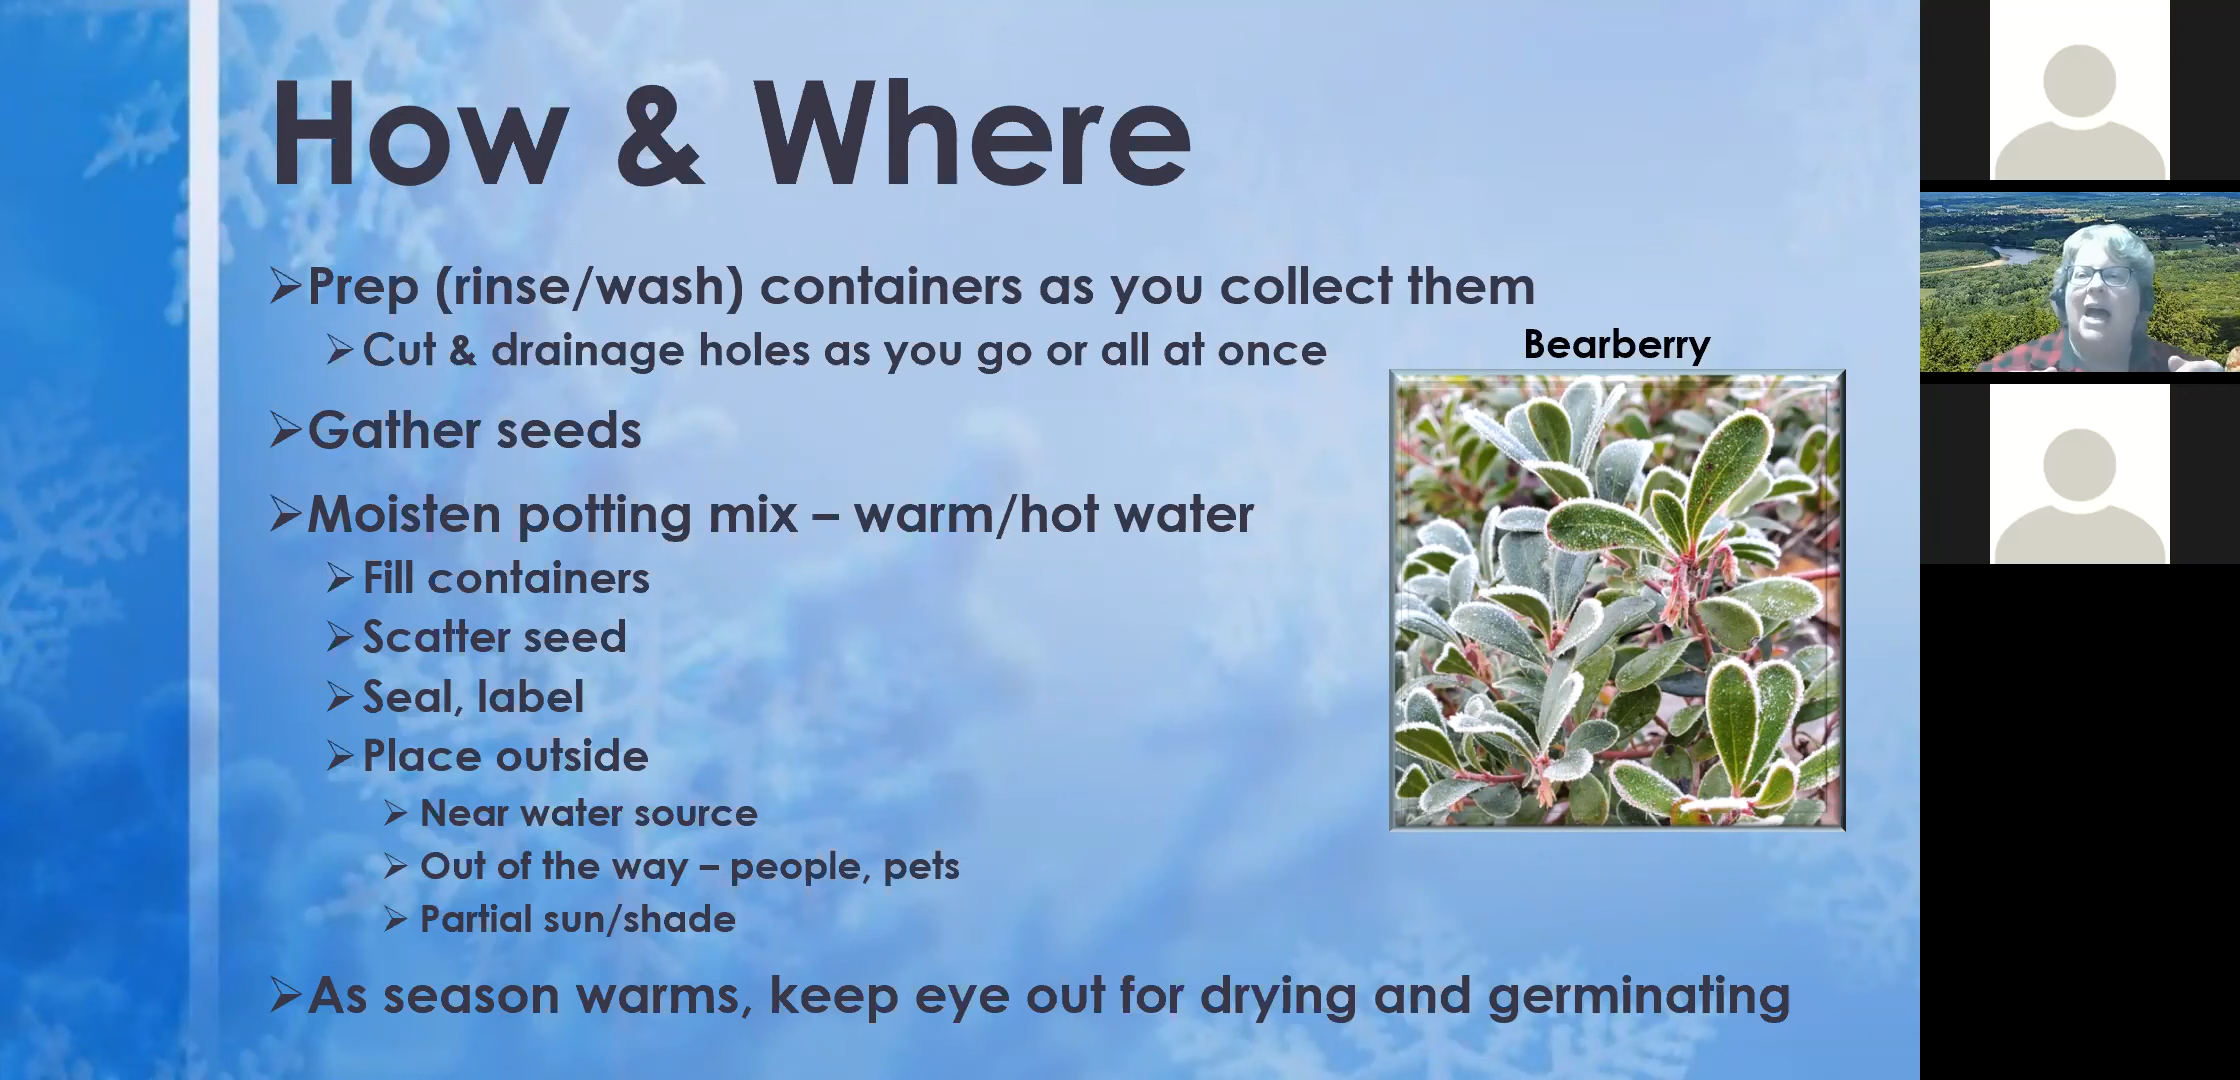 How & Where
Prep (rinse/wash) containers as you collect them
Cut & drainage holes as you go or all at once
Bearberry
Gather seeds
Moisten potting mix – warm/hot water
Fill containers
Scatter seed
Seal, label
Place outside
Near water source
Out of the way – people, pets
Partial sun/shade
As season warms, keep eye out for drying and germinating